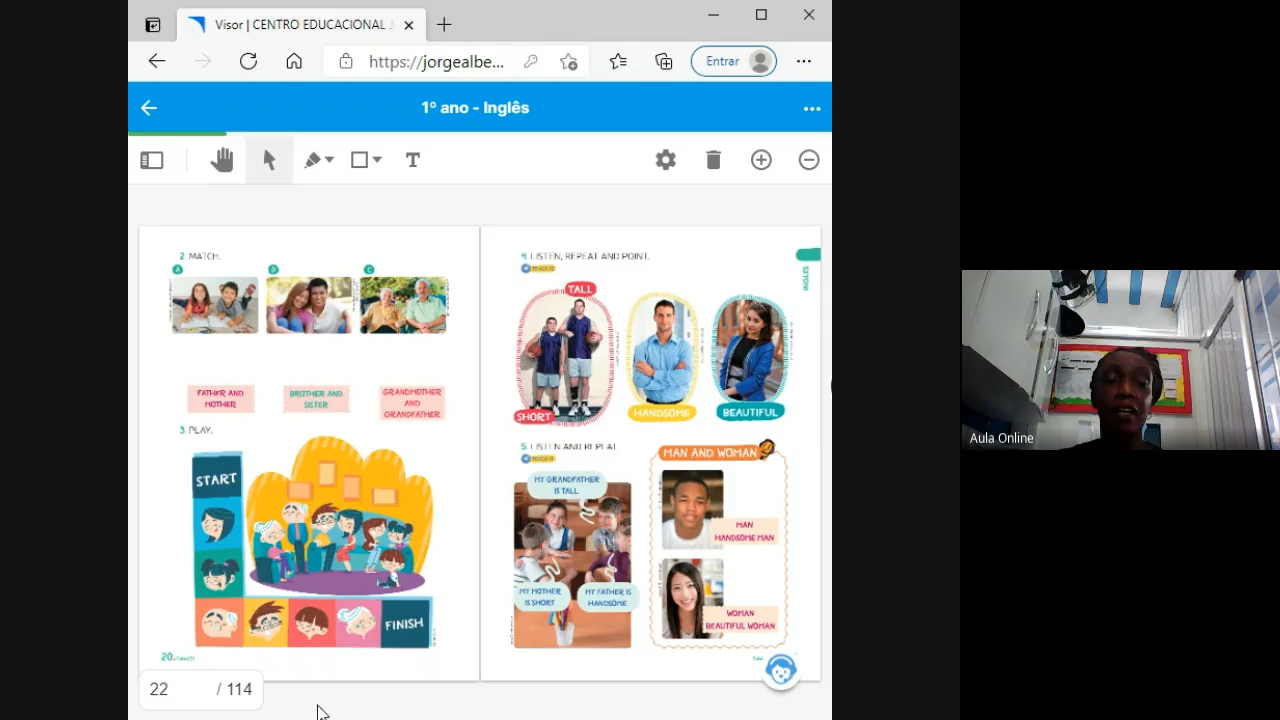 Visor | CENTRO EDUCACIONAL J
https://jorgealbe...
Entrar
1º ano - Inglês
T
2. MATCH.
A
B
C
FATHER AND
MOTHER
BROTHER AND
SISTER
GRANDMOTHER
AND
GRANDFATHER
3. PLAY.
START
FINISH
20
22 / 114
4. LISTEN, REPEAT AND POINT.
INGLÊS
TALL
SHORT
HANDSOME
BEAUTIFUL
5. LISTEN AND REPEAT.
MY GRANDFATHER
IS TALL.
MY MOTHER
IS SHORT.
MY FATHER IS
HANDSOME.
MAN AND WOMAN
MAN
HANDSOME MAN
WOMAN
BEAUTIFUL WOMAN
Aula Online